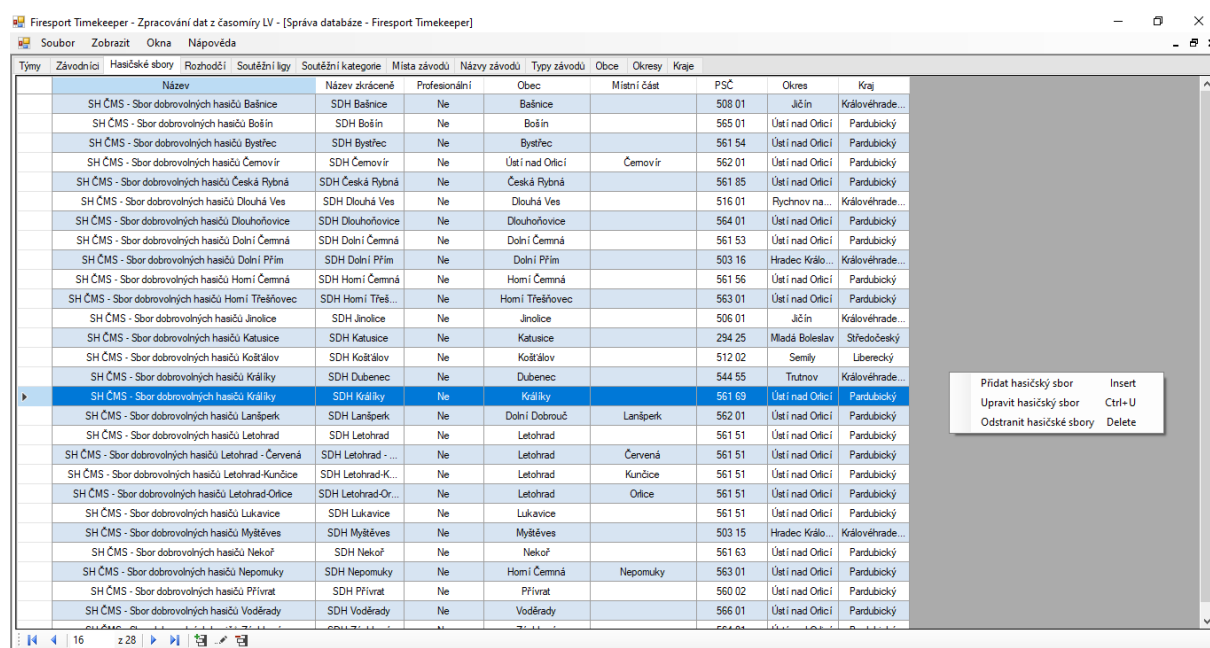 Firesport Timekeeper - Zpracování dat z časomíry LV - [Správa databáze - Firesport Timekeeper]
Soubor Zobrazit Okna Nápověda
Týmy Závodníci Hasičské sbory Rozhodčí Soutěžní ligy Soutěžní kategorie Místa závodů Názvy závodů Typy závodů Obce Okresy Kraje
Název Název zkráceně Profesionální Obec Místní část PSČ Okres Kraj
SH ČMS - Sbor dobrovolných hasičů Bašnice SDH Bašnice Ne Bašnice 508 01 Jičín Královéhrade...
SH ČMS - Sbor dobrovolných hasičů Bošín SDH Bošín Ne Bošín 565 01 Ústí nad Orlicí Pardubický
SH ČMS - Sbor dobrovolných hasičů Bystřec SDH Bystřec Ne Bystřec 561 54 Ústí nad Orlicí Pardubický
SH ČMS - Sbor dobrovolných hasičů Černovír SDH Černovír Ne Ústí nad Orlicí Černovír 562 01 Ústí nad Orlicí Pardubický
SH ČMS - Sbor dobrovolných hasičů Česká Rybná SDH Česká Rybná Ne Česká Rybná 561 85 Ústí nad Orlicí Pardubický
SH ČMS - Sbor dobrovolných hasičů Dlouhá Ves SDH Dlouhá Ves Ne Dlouhá Ves 516 01 Rychnov na... Královéhrade...
SH ČMS - Sbor dobrovolných hasičů Dlouhoňovice SDH Dlouhoňovice Ne Dlouhoňovice 564 01 Ústí nad Orlicí Pardubický
SH ČMS - Sbor dobrovolných hasičů Dolní Čermná SDH Dolní Čermná Ne Dolní Čermná 561 53 Ústí nad Orlicí Pardubický
SH ČMS - Sbor dobrovolných hasičů Dolní Přím SDH Dolní Přím Ne Dolní Přím 503 16 Hradec Králo... Královéhrade...
SH ČMS - Sbor dobrovolných hasičů Horní Čermná SDH Horní Čermná Ne Horní Čermná 561 56 Ústí nad Orlicí Pardubický
SH ČMS - Sbor dobrovolných hasičů Horní Třešňovec SDH Horní Třeš... Ne Horní Třešňovec 563 01 Ústí nad Orlicí Pardubický
SH ČMS - Sbor dobrovolných hasičů Jinolice SDH Jinolice Ne Jinolice 506 01 Jičín Královéhrade...
SH ČMS - Sbor dobrovolných hasičů Katusice SDH Katusice Ne Katusice 294 25 Mladá Boleslav Středočeský
SH ČMS - Sbor dobrovolných hasičů Košťálov SDH Košťálov Ne Košťálov 512 02 Semily Liberecký
SH ČMS - Sbor dobrovolných hasičů Králíky SDH Dubenec Ne Dubenec 544 55 Trutnov Královéhrade...
SH ČMS - Sbor dobrovolných hasičů Králíky SDH Králíky Ne Králíky 561 69 Ústí nad Orlicí Pardubický
SH ČMS - Sbor dobrovolných hasičů Lanšperk SDH Lanšperk Ne Dolní Dobrouč Lanšperk 562 01 Ústí nad Orlicí Pardubický
SH ČMS - Sbor dobrovolných hasičů Letohrad SDH Letohrad Ne Letohrad 561 51 Ústí nad Orlicí Pardubický
SH ČMS - Sbor dobrovolných hasičů Letohrad - Červená SDH Letohrad - ... Ne Letohrad Červená 561 51 Ústí nad Orlicí Pardubický
SH ČMS - Sbor dobrovolných hasičů Letohrad-Kunčice SDH Letohrad-K... Ne Letohrad Kunčice 561 51 Ústí nad Orlicí Pardubický
SH ČMS - Sbor dobrovolných hasičů Letohrad-Orlice SDH Letohrad-Or... Ne Letohrad Orlice 561 51 Ústí nad Orlicí Pardubický
SH ČMS - Sbor dobrovolných hasičů Lukavice SDH Lukavice Ne Lukavice 561 51 Ústí nad Orlicí Pardubický
SH ČMS - Sbor dobrovolných hasičů Myštěves SDH Myštěves Ne Myštěves 503 15 Hradec Králo... Královéhrade...
SH ČMS - Sbor dobrovolných hasičů Nekoř SDH Nekoř Ne Nekoř 561 63 Ústí nad Orlicí Pardubický
SH ČMS - Sbor dobrovolných hasičů Nepomuky SDH Nepomuky Ne Horní Čermná Nepomuky 563 01 Ústí nad Orlicí Pardubický
SH ČMS - Sbor dobrovolných hasičů Přívrat SDH Přívrat Ne Přívrat 560 02 Ústí nad Orlicí Pardubický
SH ČMS - Sbor dobrovolných hasičů Voděrady SDH Voděrady Ne Voděrady 566 01 Ústí nad Orlicí Pardubický
Přidat hasičský sbor Insert
Upravit hasičský sbor Ctrl+U
Odstranit hasičské sbory Delete
16 z 28